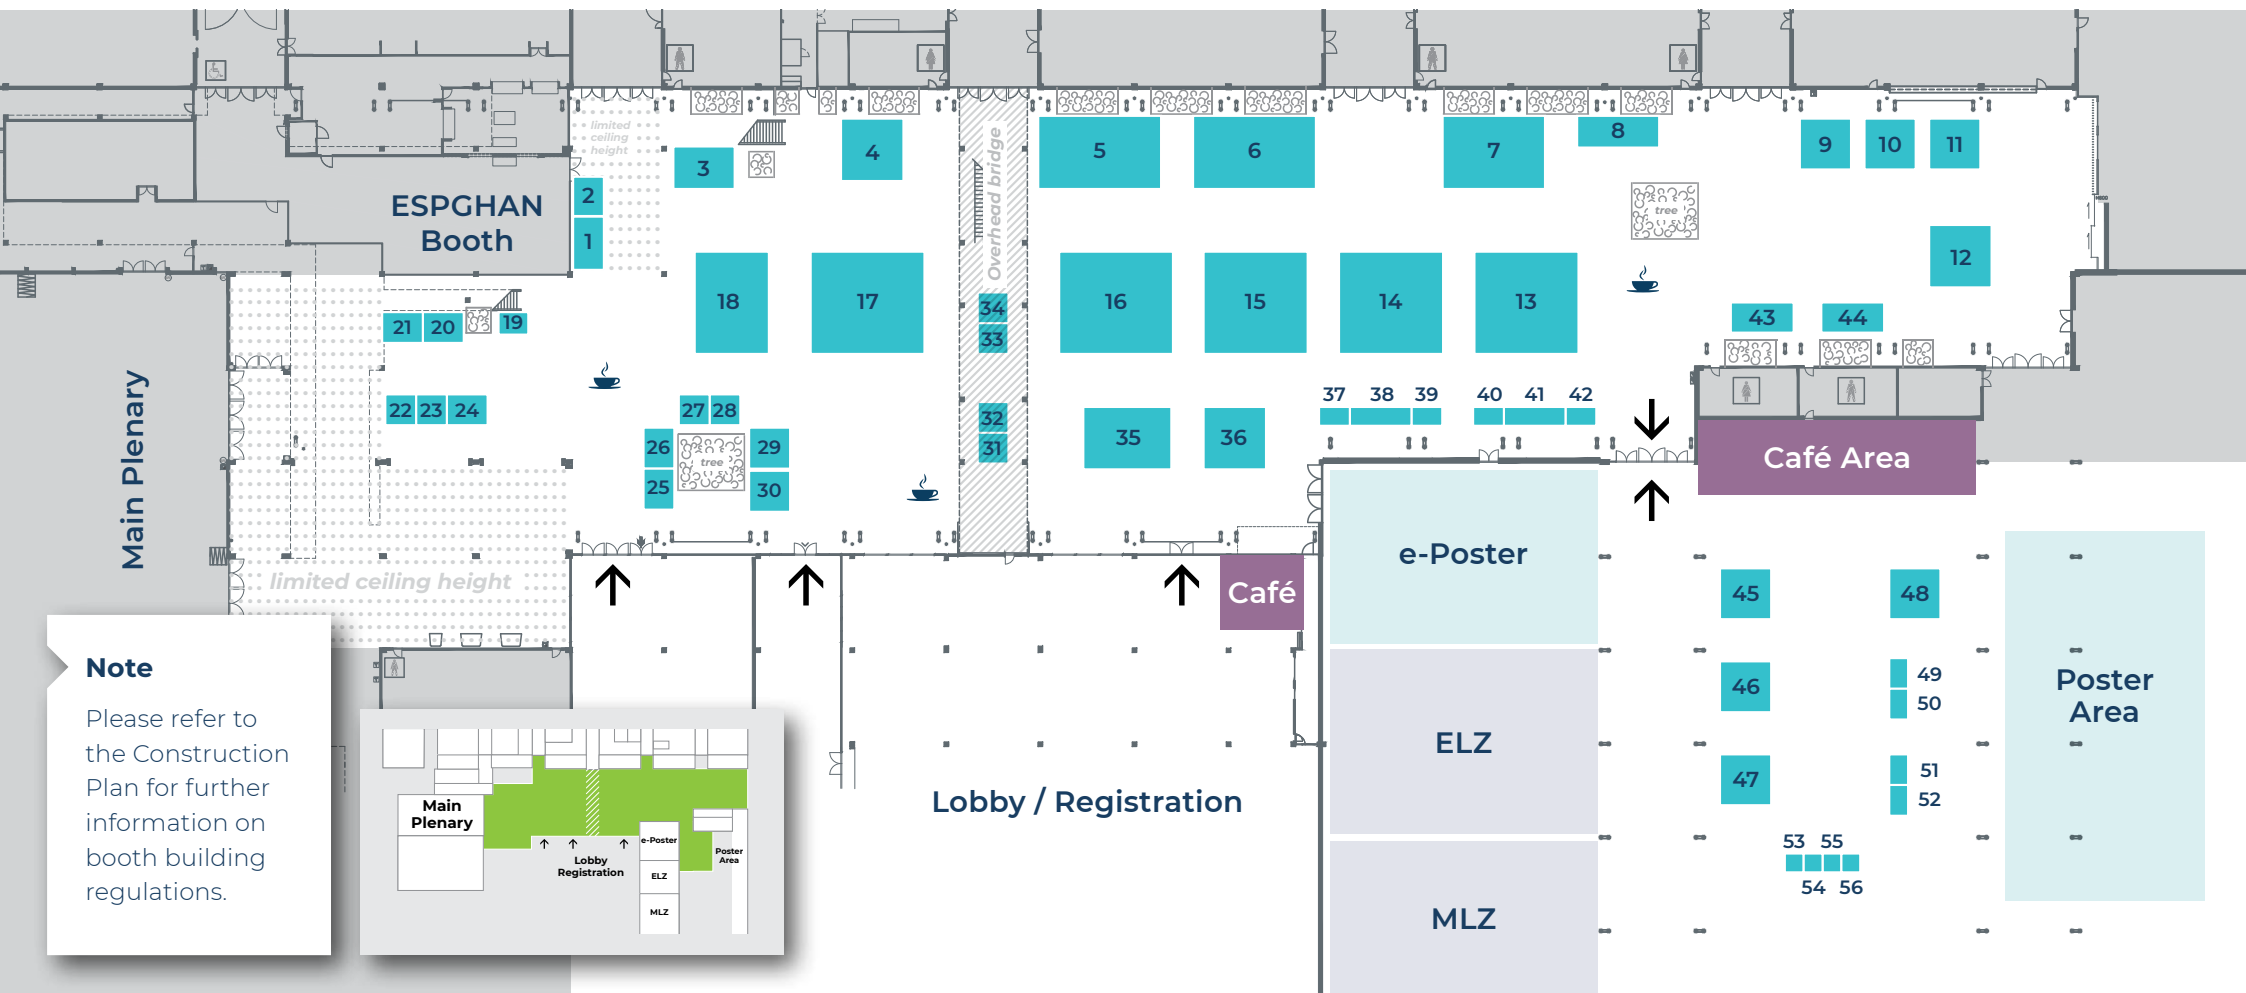 limited
ceiling
height
Overhead bridge
ESPGHAN
Booth
1
2
3
4
5
6
7
8
9
10
11
12
tree
18
17
34
33
16
15
14
13
43
44
21
20
19
22
23
24
27
28
26
25
tree
29
30
32
31
35
36
37
38
39
40
41
42
Main Plenary
Café Area
limited ceiling height
Café
e-Poster
ELZ
MLZ
Lobby / Registration
45
46
47
48
49
50
51
52
53
55
54
56
Poster
Area
Note
Please refer to
the Construction
Plan for further
information on
booth building
regulations.
Main
Plenary
Lobby
Registration
e-Poster
ELZ
MLZ
Poster
Area